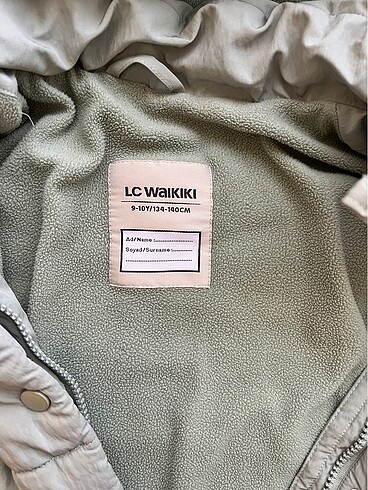 LC WAIKIKI
9-10Y/134-140CM
Ad/Name :....................
Soyad/Surname :...........
....................................